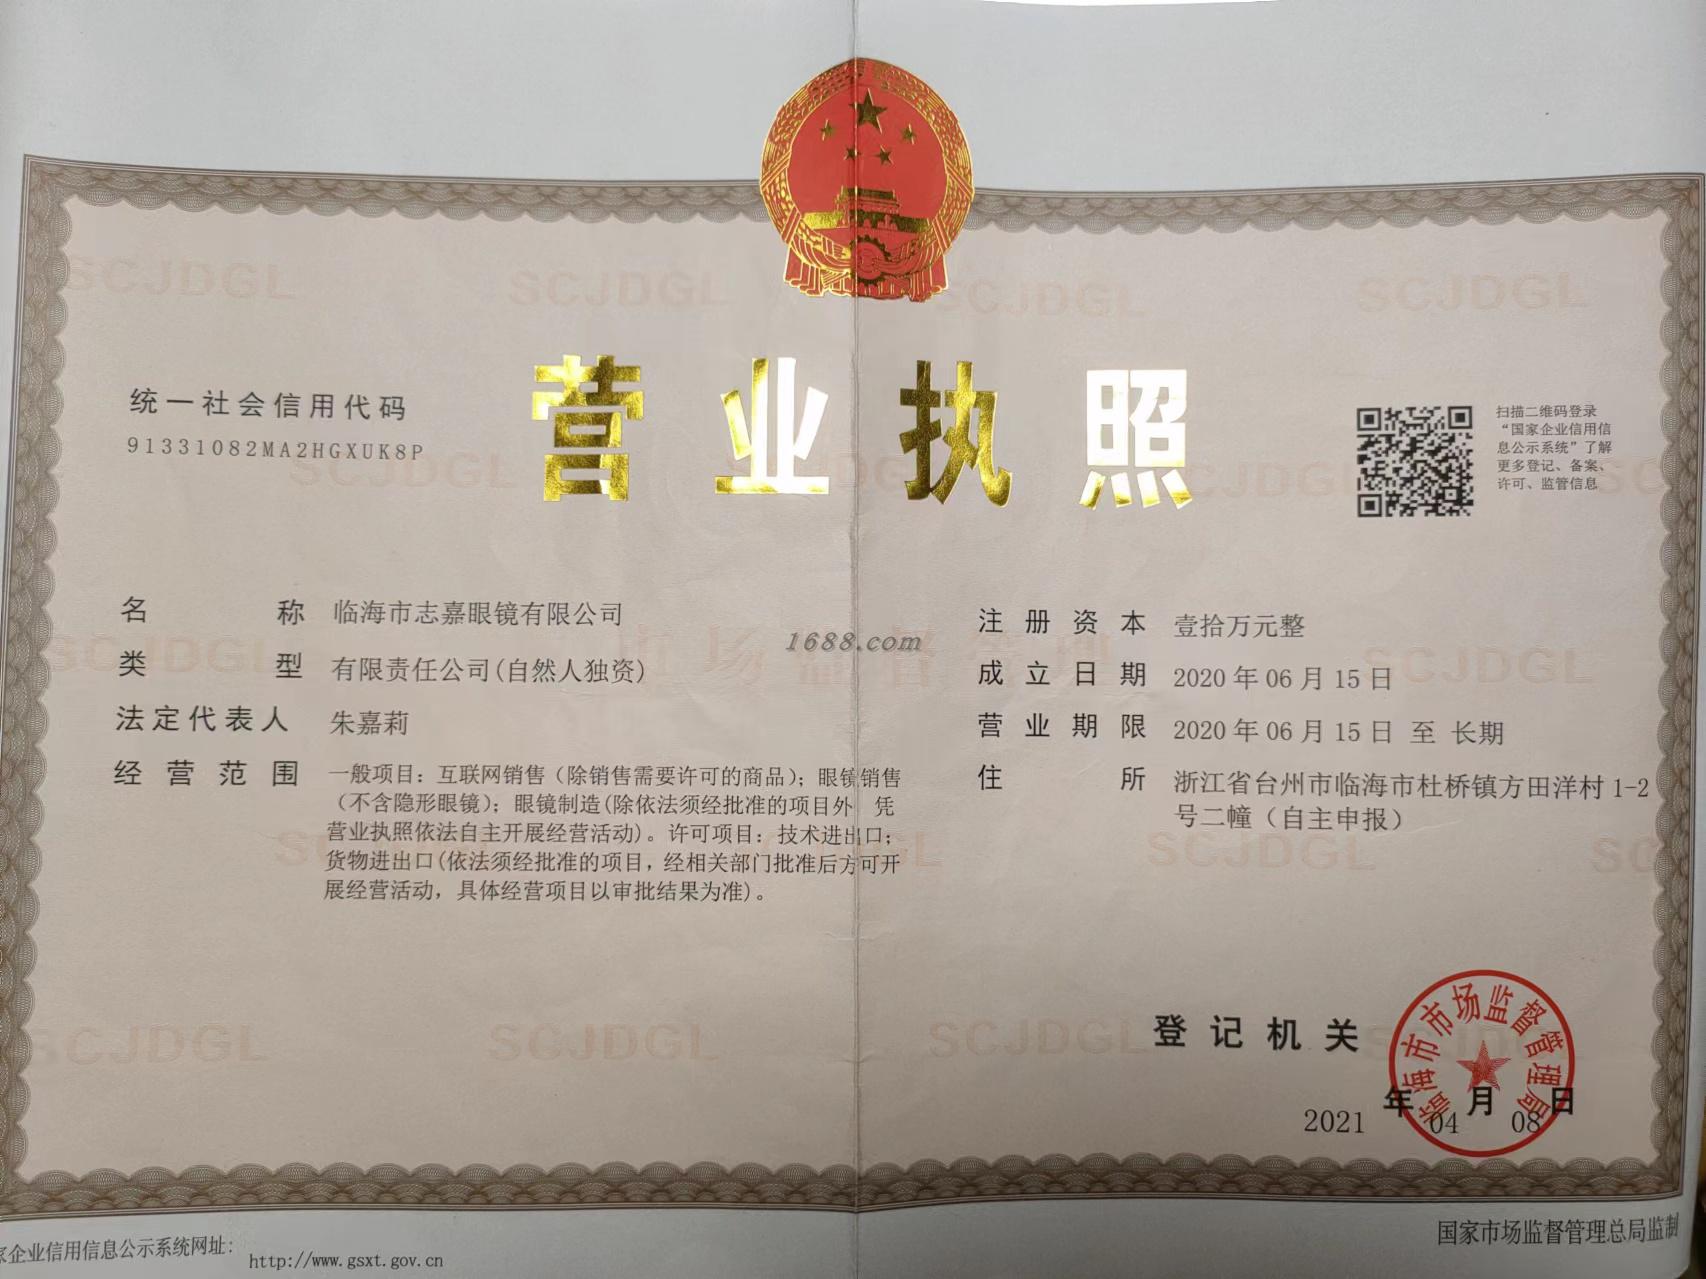 营业执照
统一社会信用代码
91331082MA2HGXUK8P
扫描二维码登录
“国家企业信用信
息公示系统”了解
更多登记、备案、
许可、监管信息
名称 临海市志嘉眼镜有限公司
类型 有限责任公司(自然人独资)
法定代表人 朱嘉莉
经营范围 一般项目：互联网销售（除销售需要许可的商品）；眼镜销售
（不含隐形眼镜）；眼镜制造(除依法须经批准的项目外 凭
营业执照依法自主开展经营活动)。许可项目：技术进出口；
货物进出口(依法须经批准的项目，经相关部门批准后方可开
展经营活动，具体经营项目以审批结果为准)。
注册资本 壹拾万元整
成立日期 2020年06月15日
营业期限 2020年06月15日 至 长期
住所 浙江省台州市临海市杜桥镇方田洋村1-2
号二幢（自主申报）
1688.com
登记机关
临海市市场监督管理局
2021年04月08日
家企业信用信息公示系统网址：
http://www.gsxt.gov.cn
国家市场监督管理总局监制
SCJDGL
市场监督管理